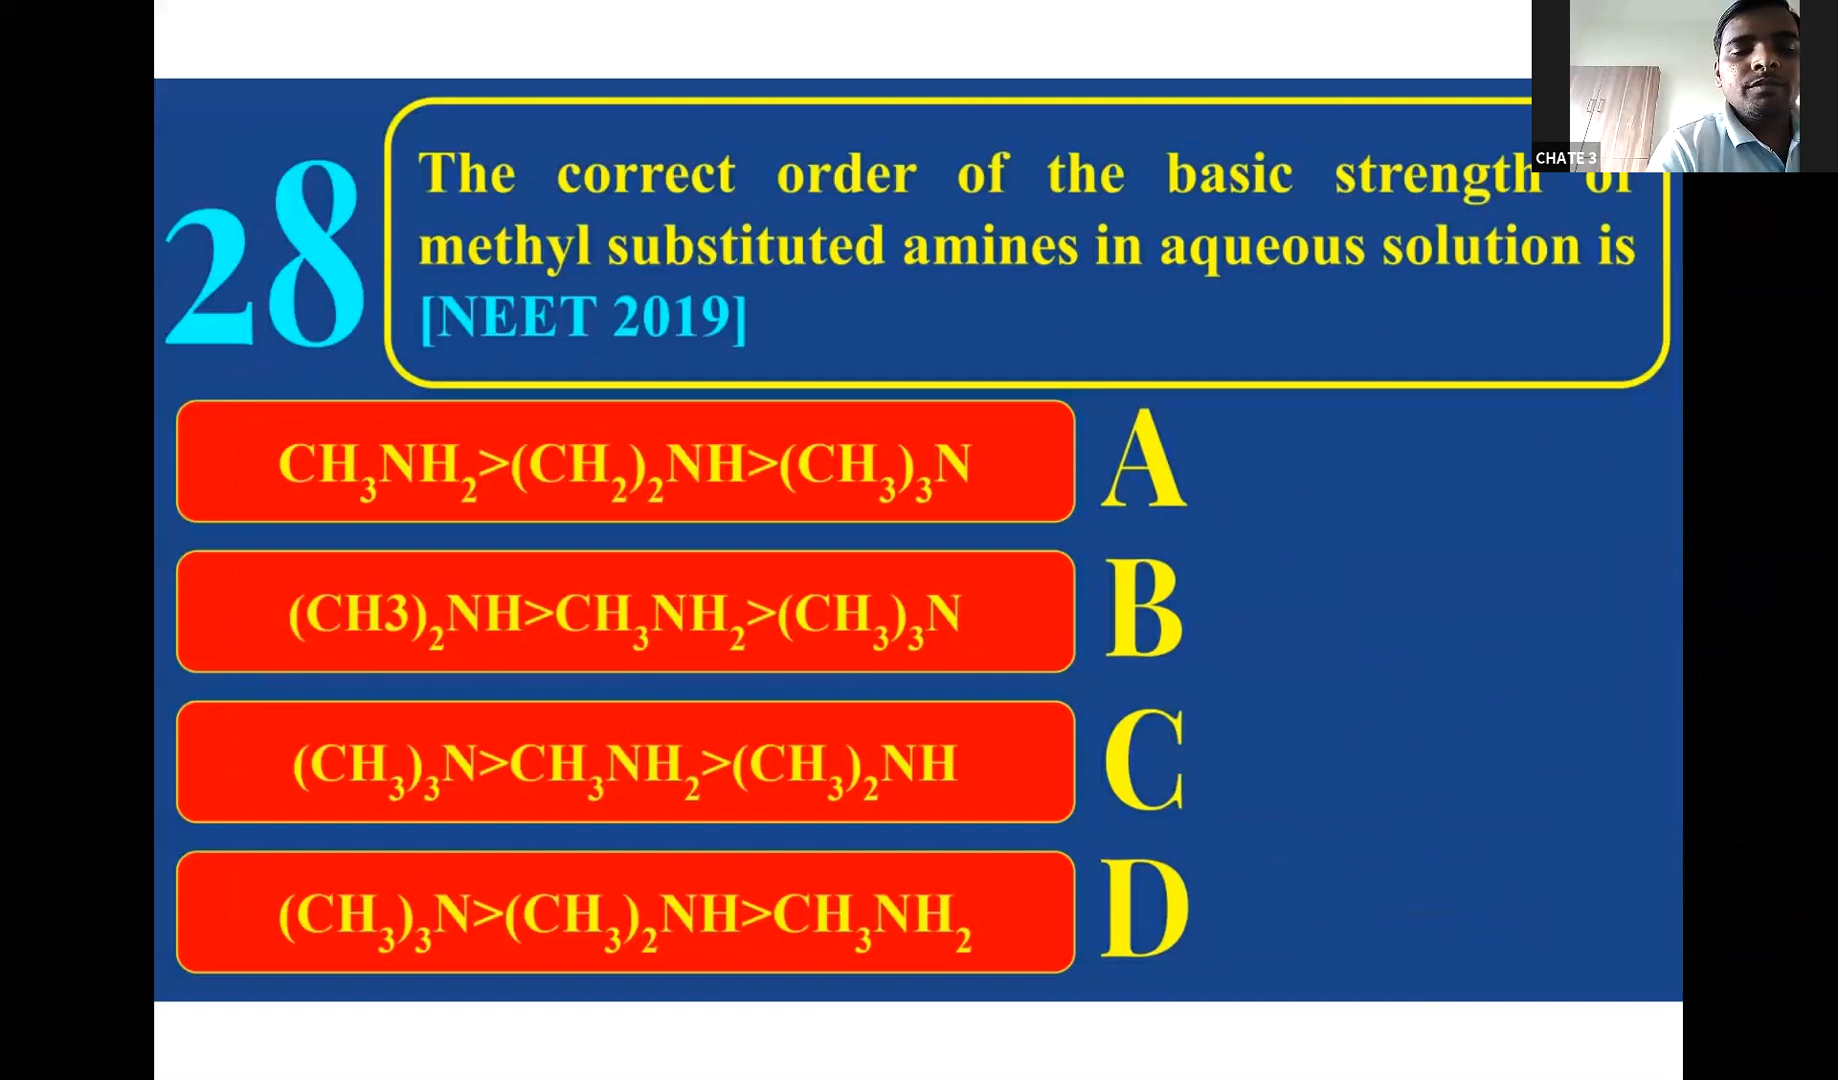 CHATE 3
28
The correct order of the basic strength of
methyl substituted amines in aqueous solution is
[NEET 2019]
CH₃NH₂>(CH₂)₂NH>(CH₃)₃N A
(CH3)₂NH>CH₃NH₂>(CH₃)₃N B
(CH₃)₃N>CH₃NH₂>(CH₃)₂NH C
(CH₃)₃N>(CH₃)₂NH>CH₃NH₂ D